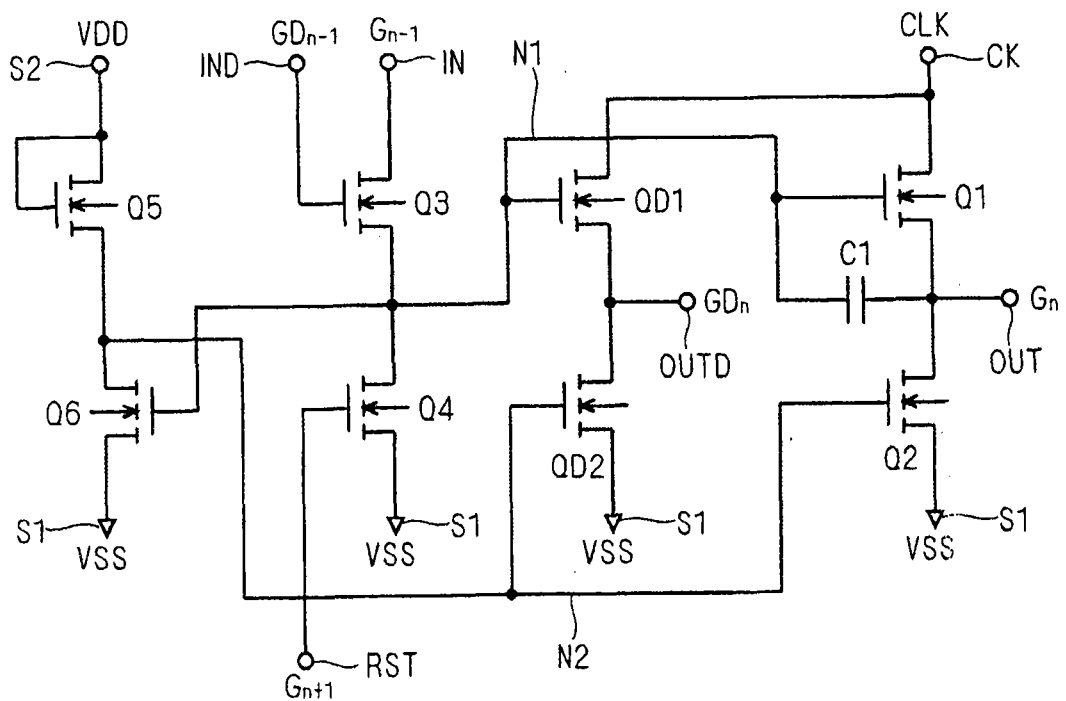 VDD
GDn-1
Gn-1
CLK
S2
IND
IN
N1
CK
Q5
Q3
QD1
Q1
C1
GDn
Gn
OUTD
OUT
Q6
Q4
QD2
Q2
S1
VSS
S1
VSS
S1
VSS
S1
VSS
N2
RST
Gn+1